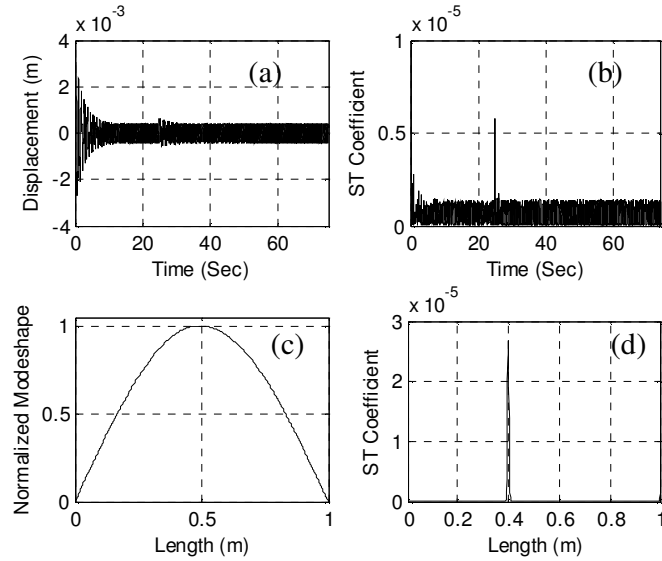 x 10⁻³
4
2
0
-2
-4
0 20 40 60
Displacement (m)
Time (Sec)
(a)
x 10⁻⁵
1
0.5
0
0 20 40 60
ST Coefficient
Time (Sec)
(b)
1
0.5
0
0 0.5 1
Normalized Modeshape
Length (m)
(c)
x 10⁻⁵
3
2
1
0
0 0.2 0.4 0.6 0.8 1
ST Coefficient
Length (m)
(d)